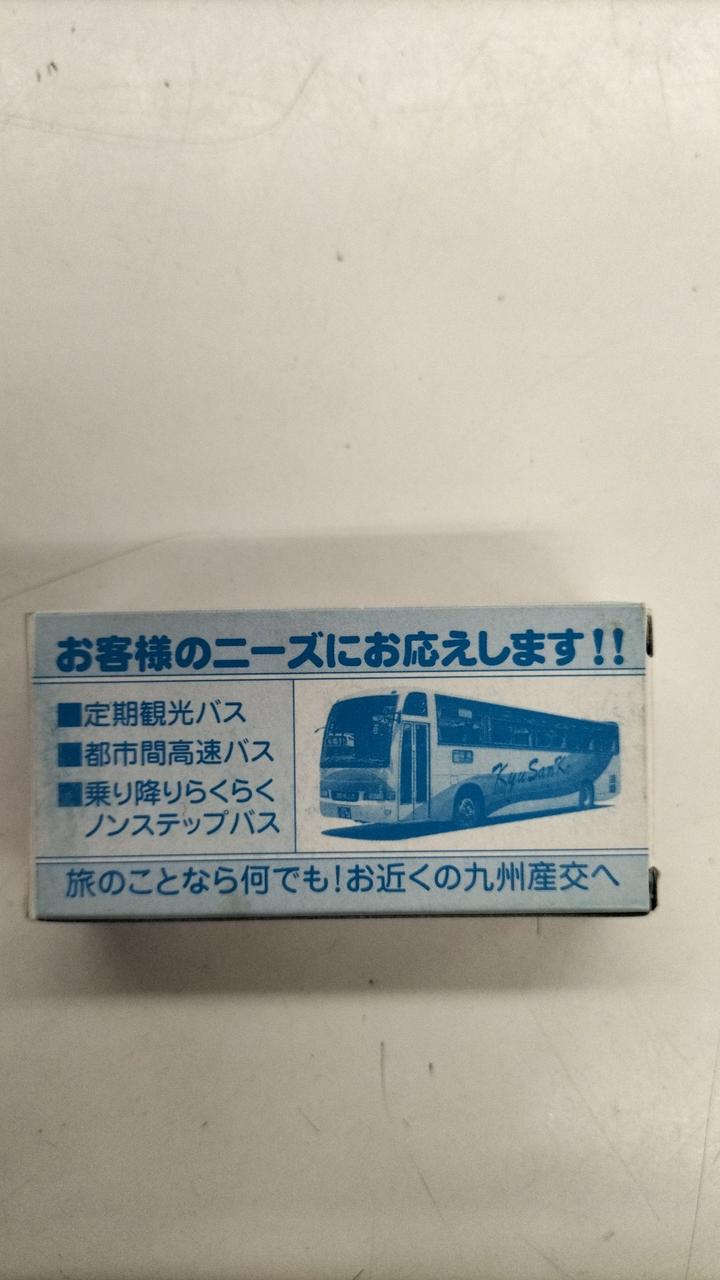 お客様のニーズにお応えします!!
■定期観光バス
■都市間高速バス
■乗り降りらくらく
ノンステップバス
KyuSanKo
旅のことなら何でも!お近くの九州産交へ